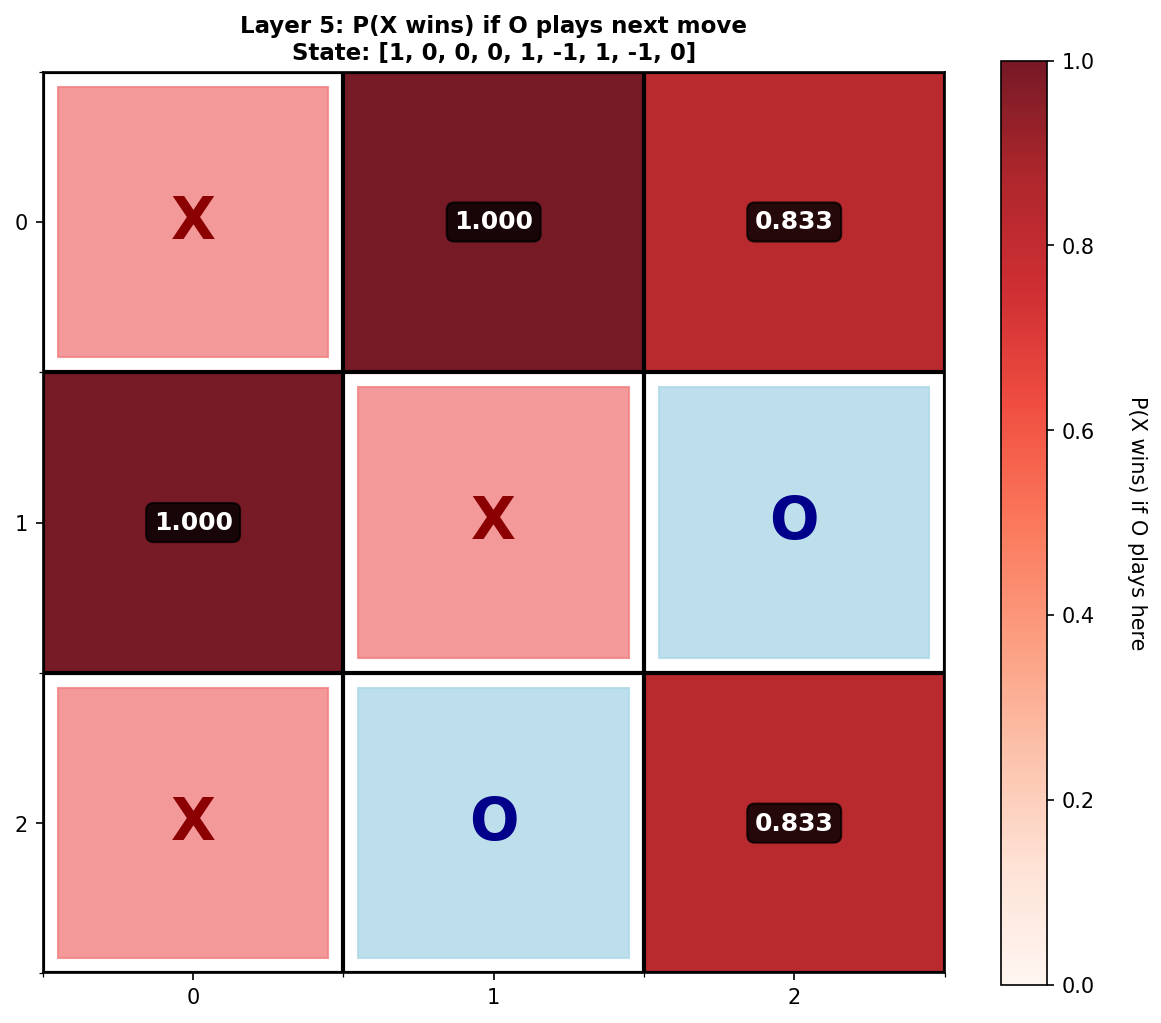 Layer 5: P(X wins) if O plays next move
State: [1, 0, 0, 0, 1, -1, 1, -1, 0]
0
X
1.000
0.833
1
1.000
X
O
2
X
O
0.833
0
1
2
1.0
0.8
0.6
0.4
0.2
0.0
P(X wins) if O plays here